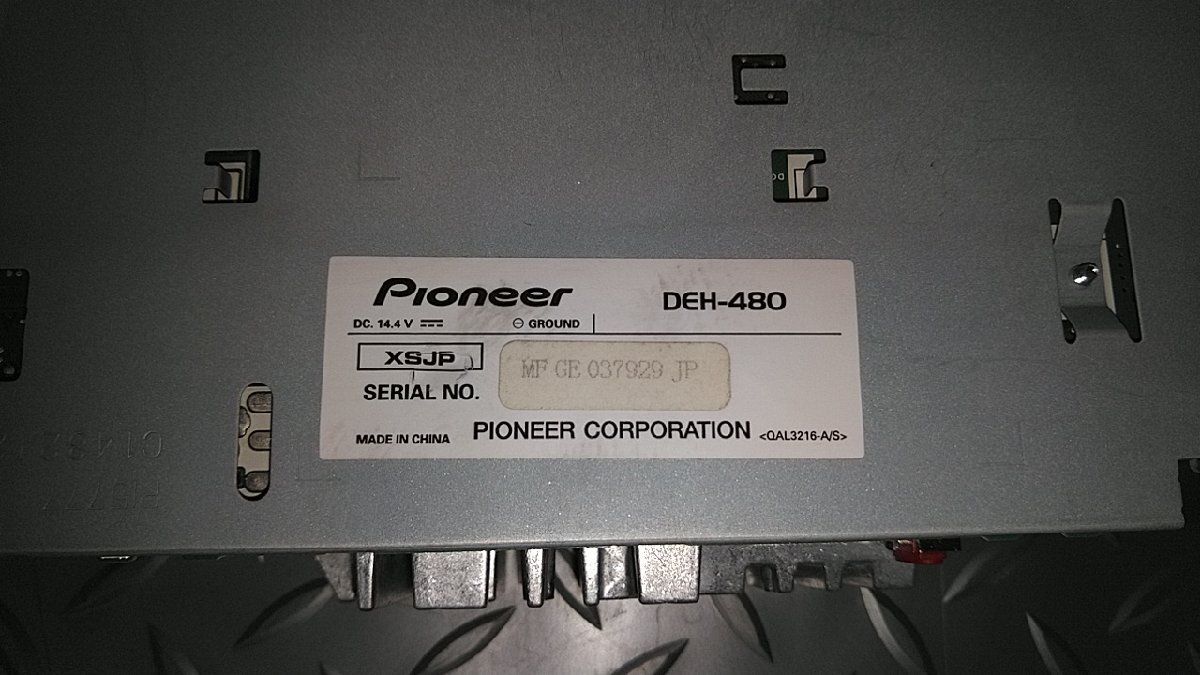 Pioneer DEH-480
DC. 14.4 V ⊖ GROUND
XSJP
SERIAL NO. MF GE 037929 JP
MADE IN CHINA PIONEER CORPORATION <QAL3216-A/S>